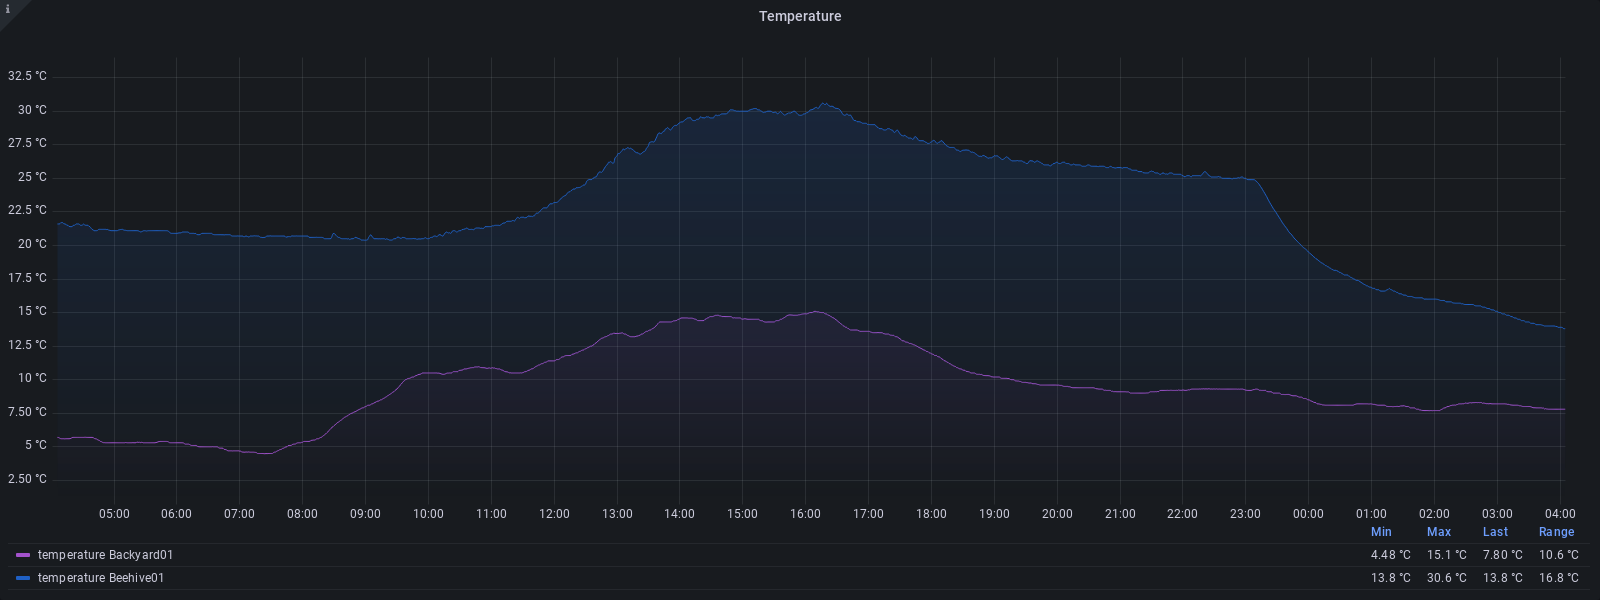 i
Temperature
32.5 °C
30 °C
27.5 °C
25 °C
22.5 °C
20 °C
17.5 °C
15 °C
12.5 °C
10 °C
7.50 °C
5 °C
2.50 °C
05:00 06:00 07:00 08:00 09:00 10:00 11:00 12:00 13:00 14:00 15:00 16:00 17:00 18:00 19:00 20:00 21:00 22:00 23:00 00:00 01:00 02:00 03:00 04:00
Min Max Last Range
temperature Backyard01 4.48 °C 15.1 °C 7.80 °C 10.6 °C
temperature Beehive01 13.8 °C 30.6 °C 13.8 °C 16.8 °C